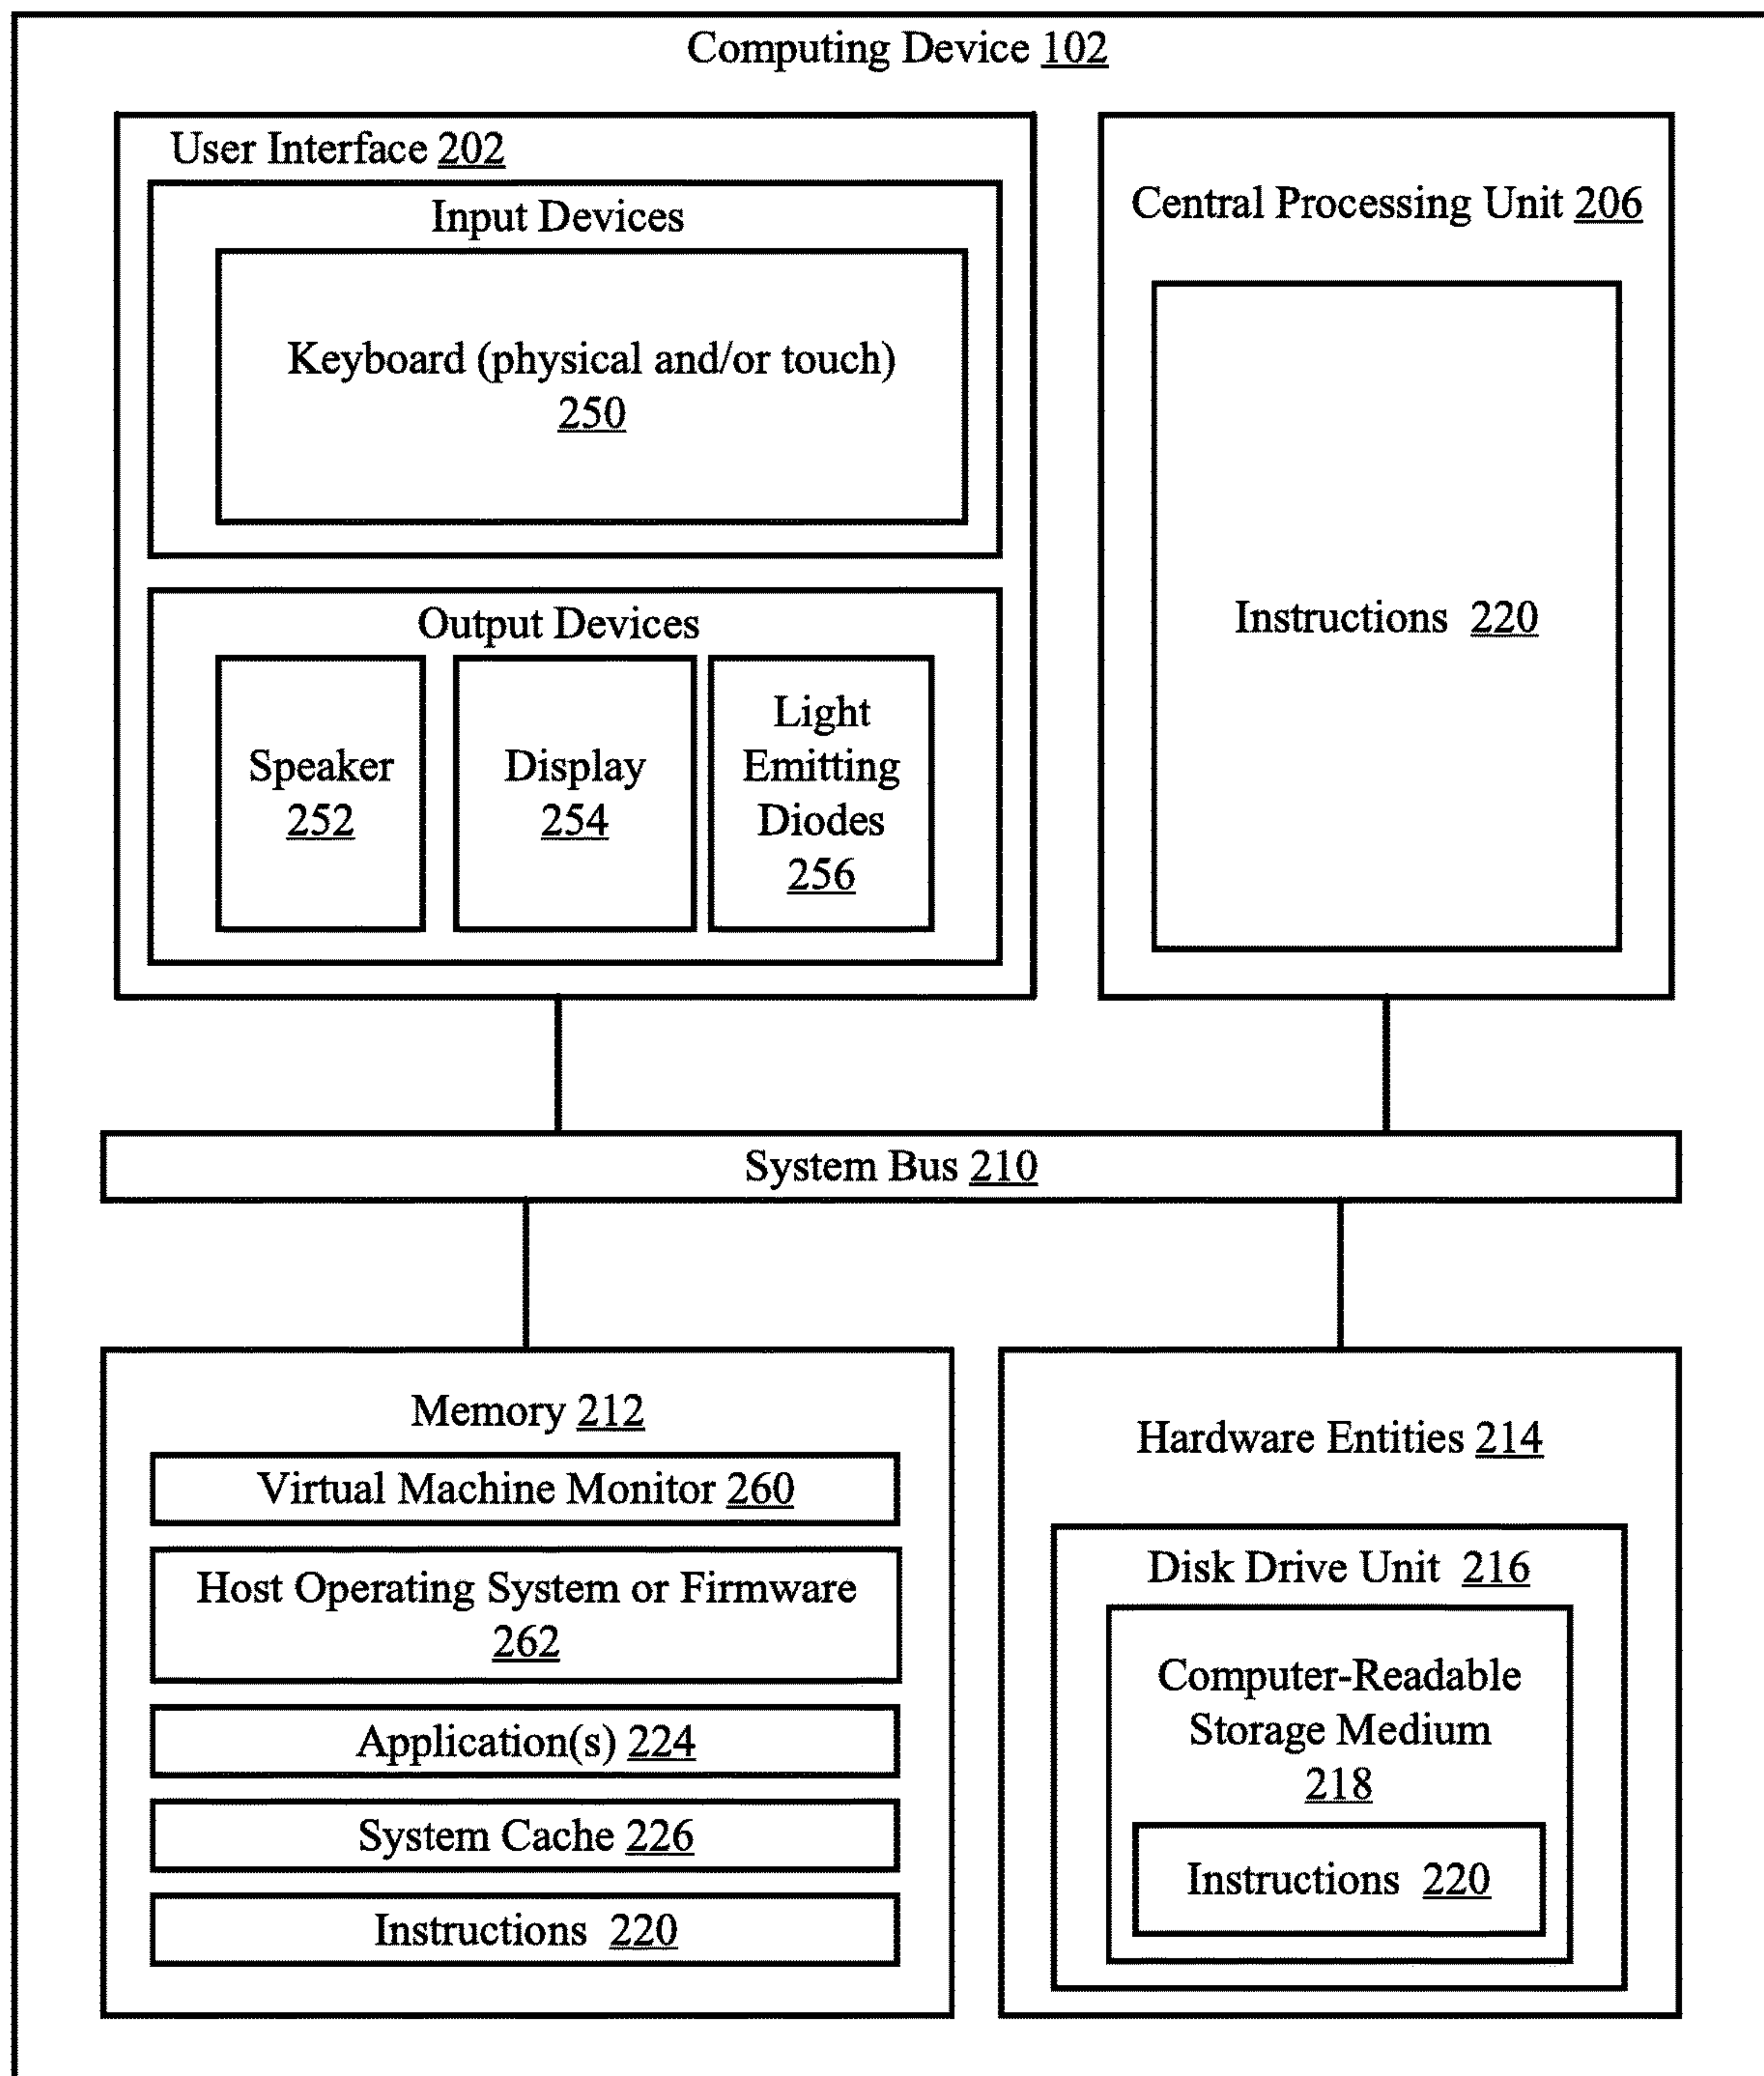 Computing Device 102
User Interface 202
Input Devices
Keyboard (physical and/or touch)
250
Output Devices
Speaker
252
Display
254
Light
Emitting
Diodes
256
Central Processing Unit 206
Instructions 220
System Bus 210
Memory 212
Virtual Machine Monitor 260
Host Operating System or Firmware
262
Application(s) 224
System Cache 226
Instructions 220
Hardware Entities 214
Disk Drive Unit 216
Computer-Readable
Storage Medium
218
Instructions 220